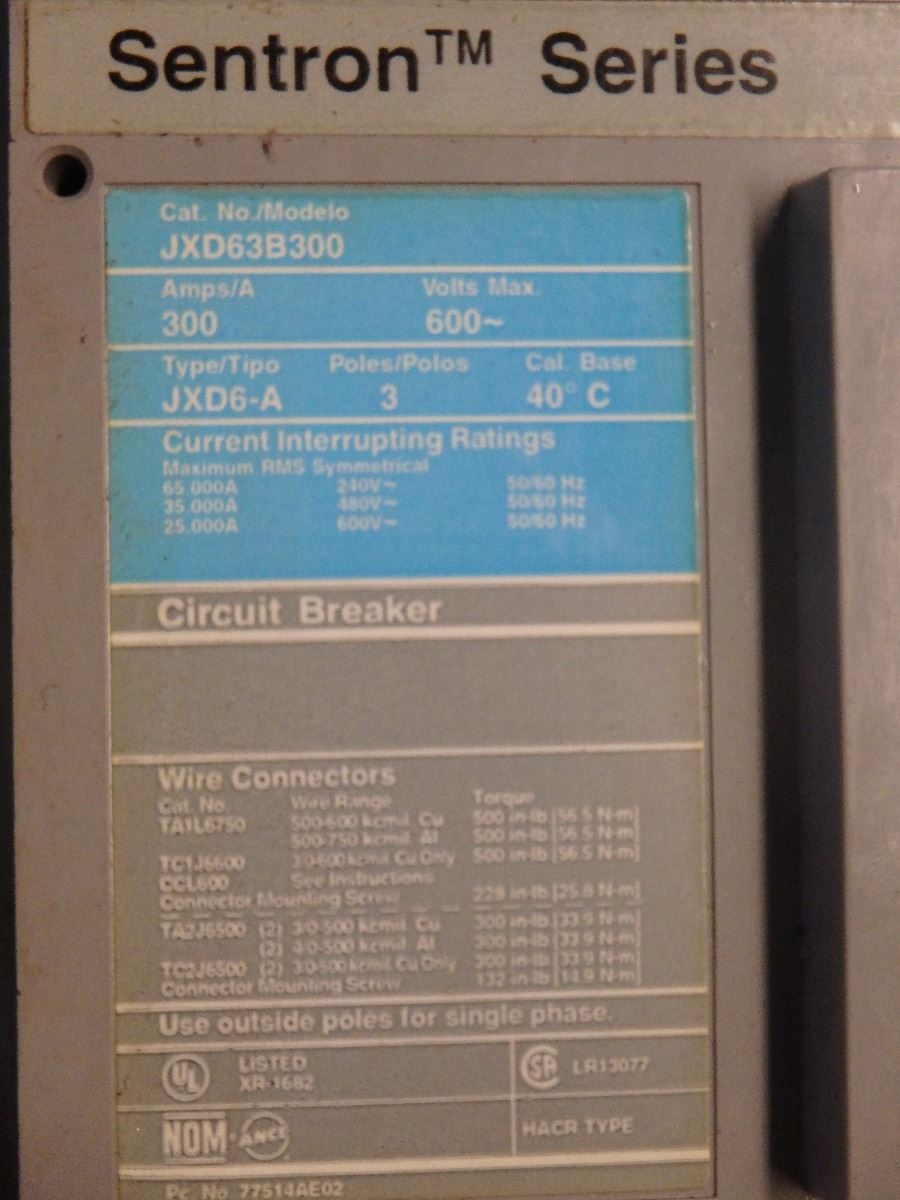 Sentron™ Series
Cat. No./Modelo
JXD63B300
Amps/A Volts Max.
300 600~
Type/Tipo Poles/Polos Cal. Base
JXD6-A 3 40° C
Current Interrupting Ratings
Maximum RMS Symmetrical
65,000A 240V~ 50/60 Hz
35,000A 480V~ 50/60 Hz
25,000A 600V~ 50/60 Hz
Circuit Breaker
Wire Connectors
Cat. No. Wire Range Torque
TA1L6750 500-600 kcmil Cu 500 in-lb [56.5 N-m]
500-750 kcmil Al 500 in-lb [56.5 N-m]
TC1J6600 3/0-600 kcmil Cu Only 500 in-lb [56.5 N-m]
CCL600 See Instructions
Connector Mounting Screw 228 in-lb [25.8 N-m]
TA2J6500 (2) 3/0-500 kcmil Cu 300 in-lb [33.9 N-m]
(2) 4/0-500 kcmil Al 300 in-lb [33.9 N-m]
TC2J6500 (2) 3/0-500 kcmil Cu Only 300 in-lb [33.9 N-m]
Connector Mounting Screw 132 in-lb [14.9 N-m]
Use outside poles for single phase.
UL LISTED SA LR13077
XR-1682
NOM-ANCE HACR TYPE
Pc No 77514AE02